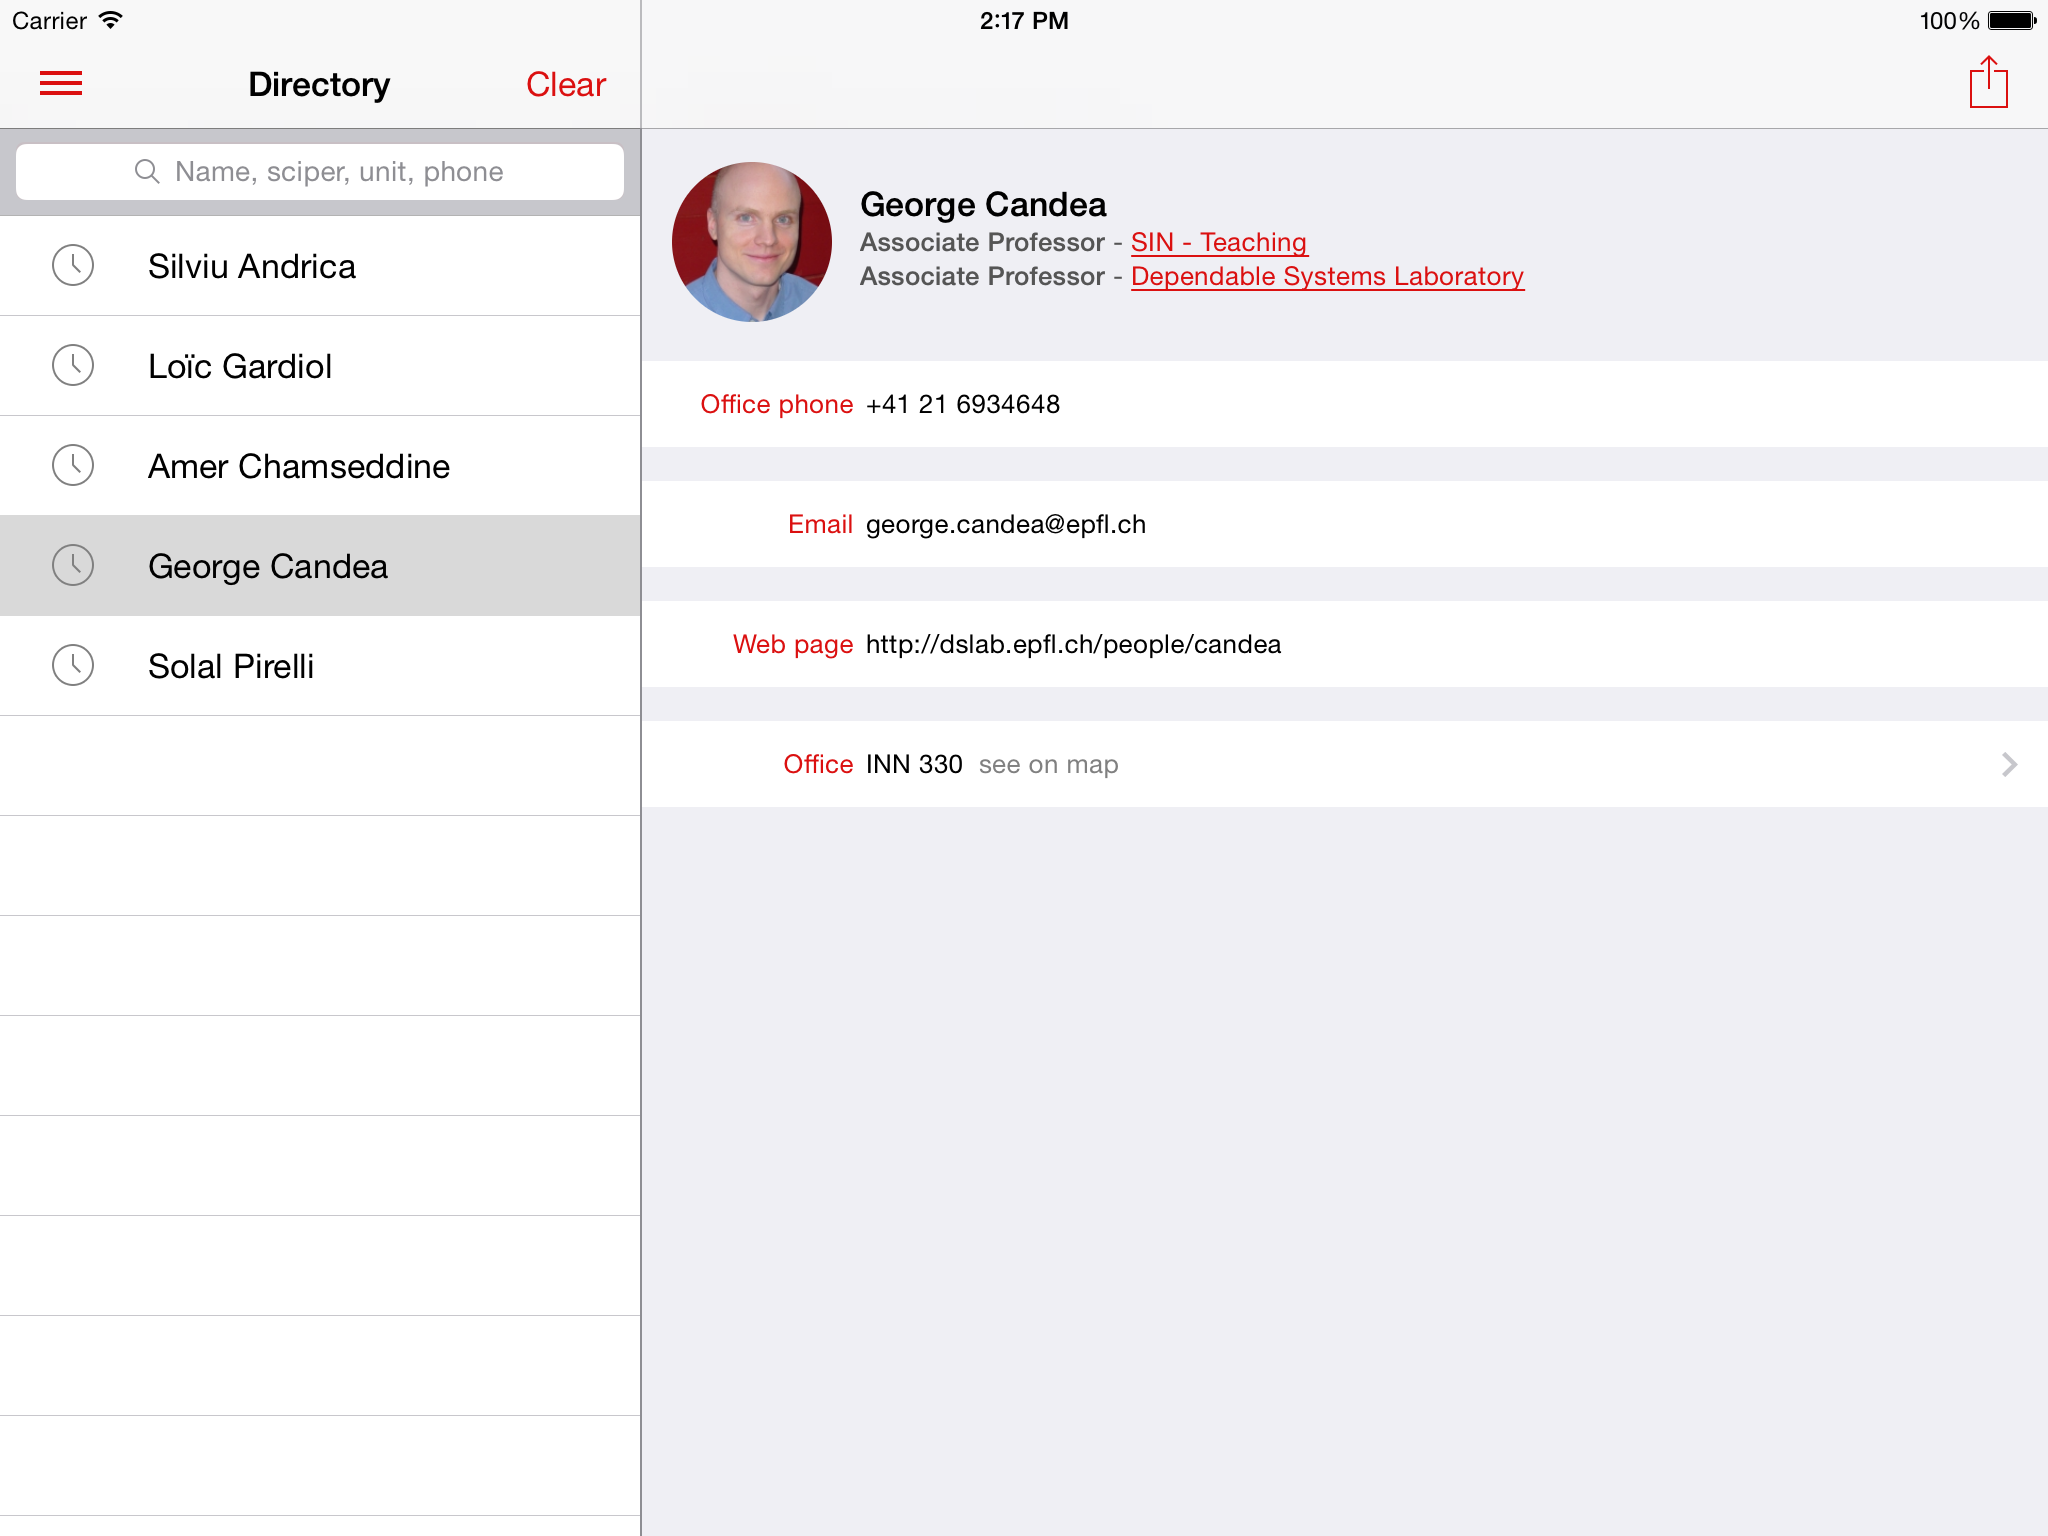 Carrier
2:17 PM
100%
Directory
Clear
Name, sciper, unit, phone
Silviu Andrica
Loïc Gardiol
Amer Chamseddine
George Candea
Solal Pirelli
George Candea
Associate Professor - SIN - Teaching
Associate Professor - Dependable Systems Laboratory
Office phone +41 21 6934648
Email george.candea@epfl.ch
Web page http://dslab.epfl.ch/people/candea
Office INN 330 see on map